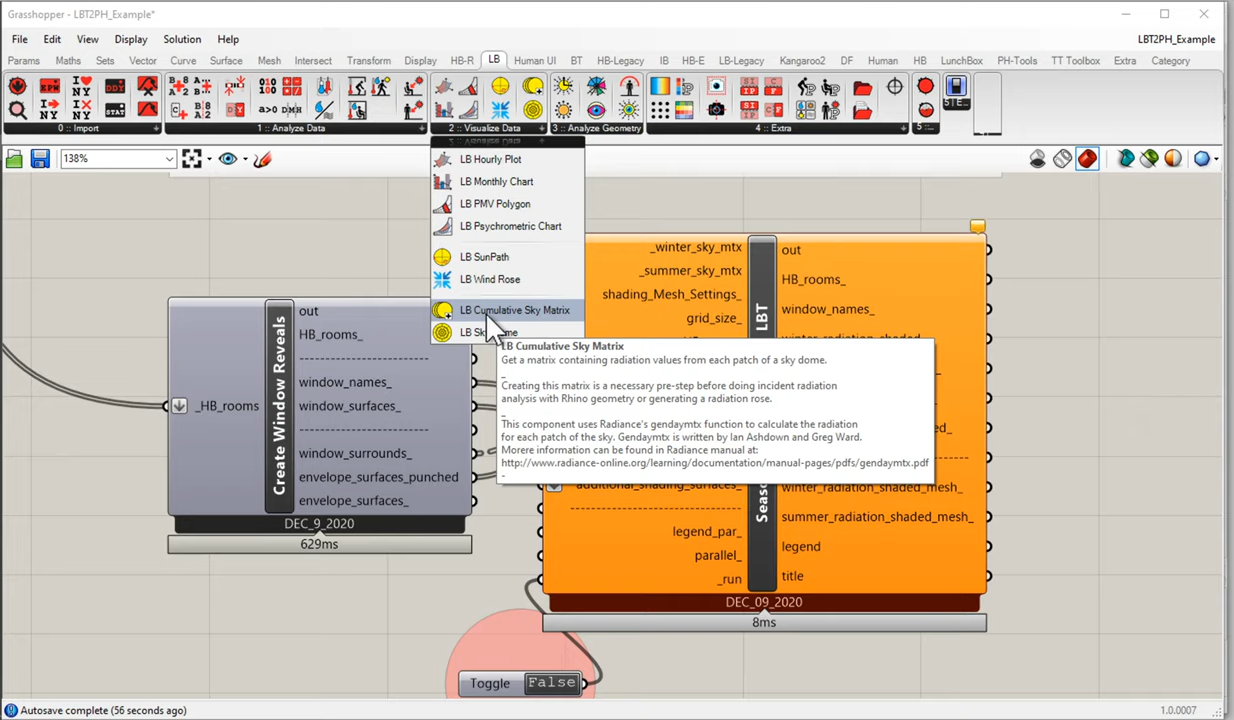 Grasshopper - LBT2PH_Example*
File Edit View Display Solution Help
LBT2PH_Example
Params Maths Sets Vector Curve Surface Mesh Intersect Transform Display HB-R LB Human UI BT HB-Legacy IB HB-E LB-Legacy Kangaroo2 DF Human HB LunchBox PH-Tools TT Toolbox Extra Category
0 :: Import
1 :: Analyze Data
2 :: Visualize Data
3 :: Analyze Geometry
4 :: Extra
5 ::
138%
LB Hourly Plot
LB Monthly Chart
LB PMV Polygon
LB Psychrometric Chart
LB SunPath
LB Wind Rose
LB Cumulative Sky Matrix
LB Cumulative Sky Matrix
Get a matrix containing radiation values from each patch of a sky dome.
_
Creating this matrix is a necessary pre-step before doing incident radiation
analysis with Rhino geometry or generating a radiation rose.
_
This component uses Radiance's gendaymtx function to calculate the radiation
for each patch of the sky. Gendaymtx is written by Ian Ashdown and Greg Ward.
Morere information can be found in Radiance manual at:
http://www.radiance-online.org/learning/documentation/manual-pages/pdfs/gendaymtx.pdf
-
_HB_rooms
Create Window Reveals
out
HB_rooms_
window_names_
window_surfaces_
window_surrounds_
envelope_surfaces_punched
envelope_surfaces_
DEC_9_2020
629ms
_winter_sky_mtx
_summer_sky_mtx
shading_Mesh_Settings_
grid_size_
additional_shading_surfaces_
legend_par_
parallel_
_run
LBT
out
HB_rooms_
window_names_
winter_radiation_shaded_mesh_
summer_radiation_shaded_mesh_
legend
title
DEC_09_2020
8ms
Toggle False
Autosave complete (56 seconds ago)
1.0.0007